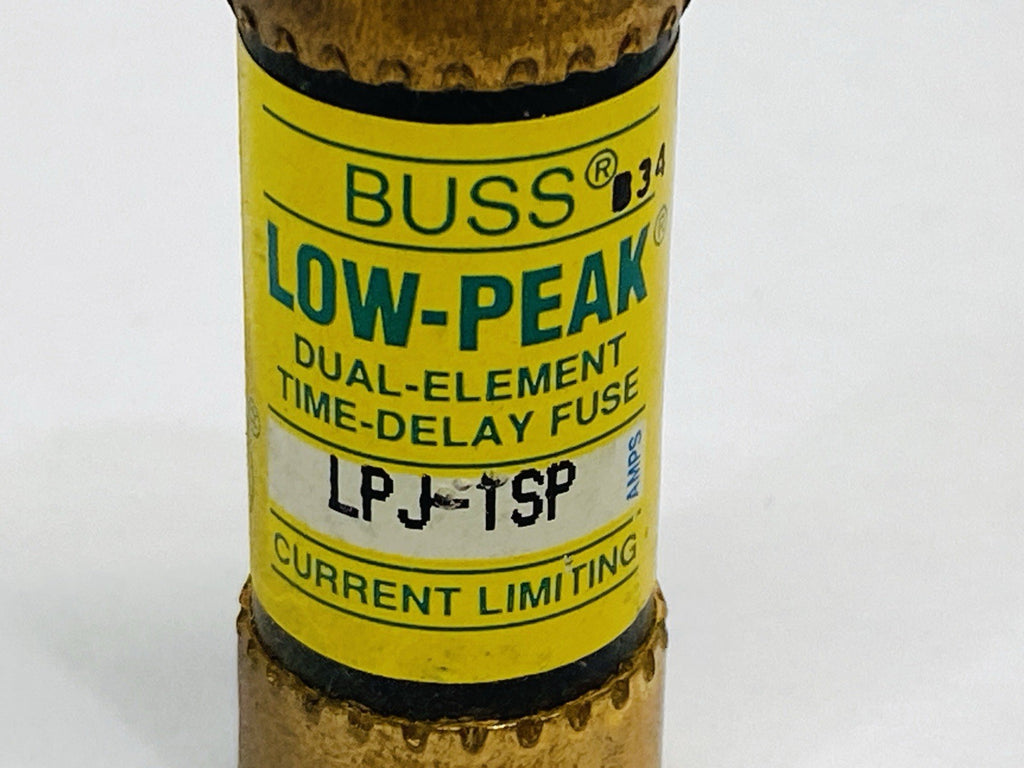 BUSS® B34
LOW-PEAK®
DUAL-ELEMENT
TIME-DELAY FUSE
LPJ-1SP AMPS
CURRENT LIMITING